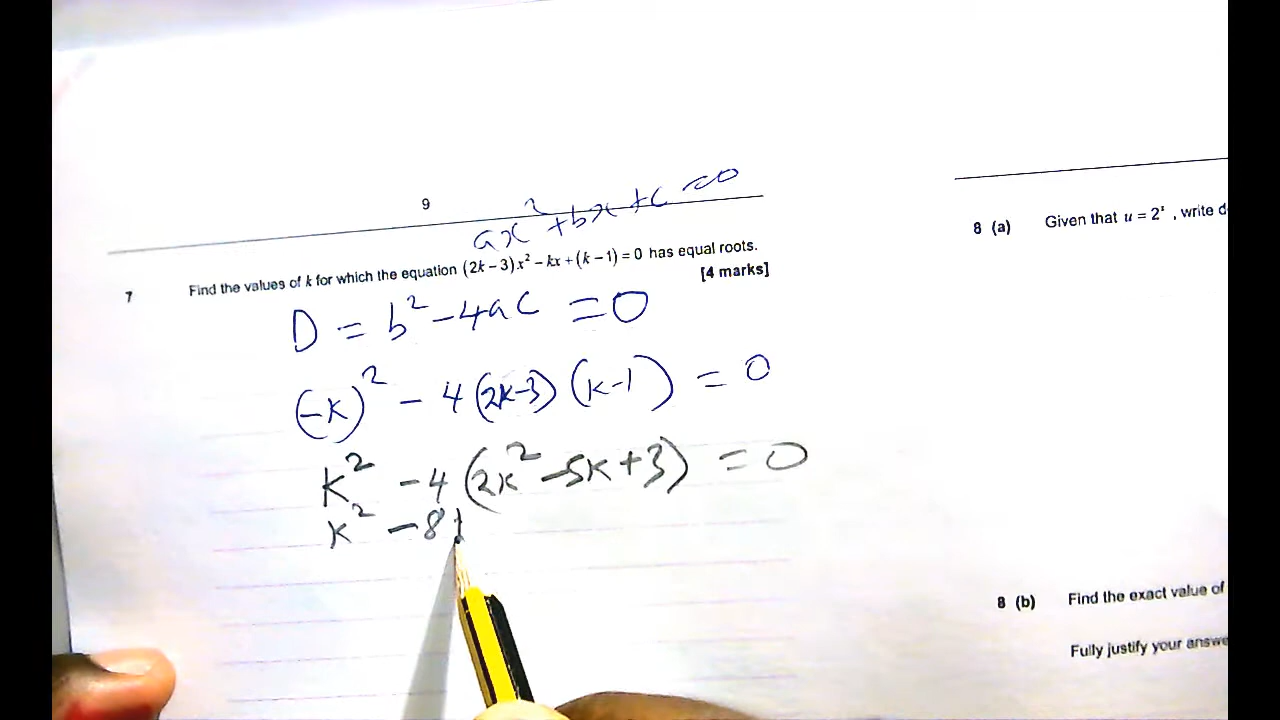 9
ax² + bx + c = 0
7 Find the values of k for which the equation (2k − 3)x² − kx + (k − 1) = 0 has equal roots.
[4 marks]
D = b² − 4ac = 0
(−k)² − 4(2k−3)(k−1) = 0
k² − 4(2k² − 5k + 3) = 0
k² − 8
8 (a) Given that u = 2ˣ, write d
8 (b) Find the exact value of
Fully justify your answe